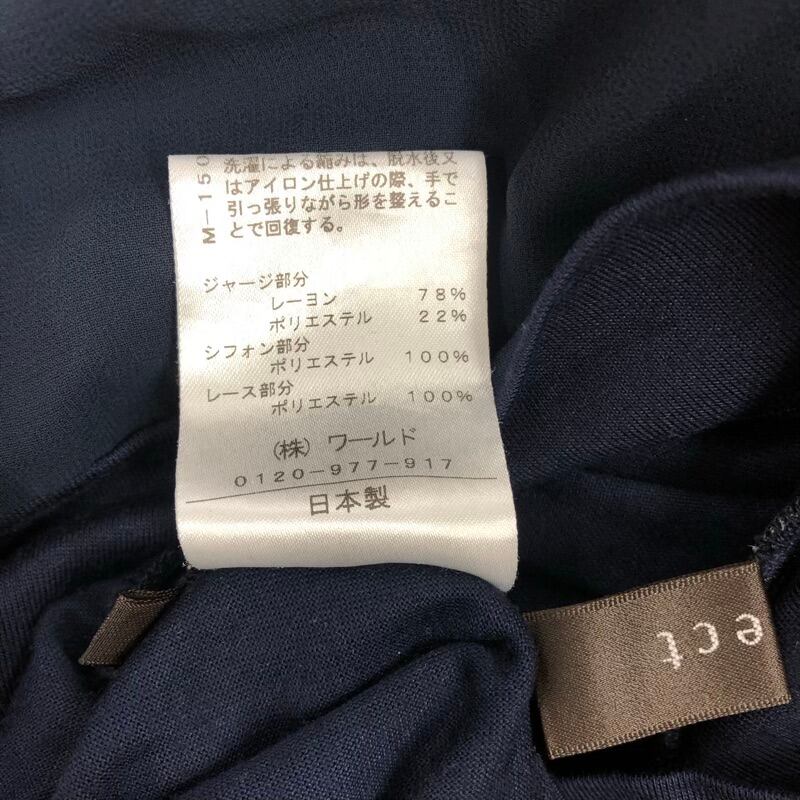 M-150
洗濯による縮みは、脱水後又
はアイロン仕上げの際、手で
引っ張りながら形を整えるこ
とで回復する。
ジャージ部分
レーヨン 78%
ポリエステル 22%
シフォン部分
ポリエステル 100%
レース部分
ポリエステル 100%
(株) ワールド
0120-977-917
日本製
ect